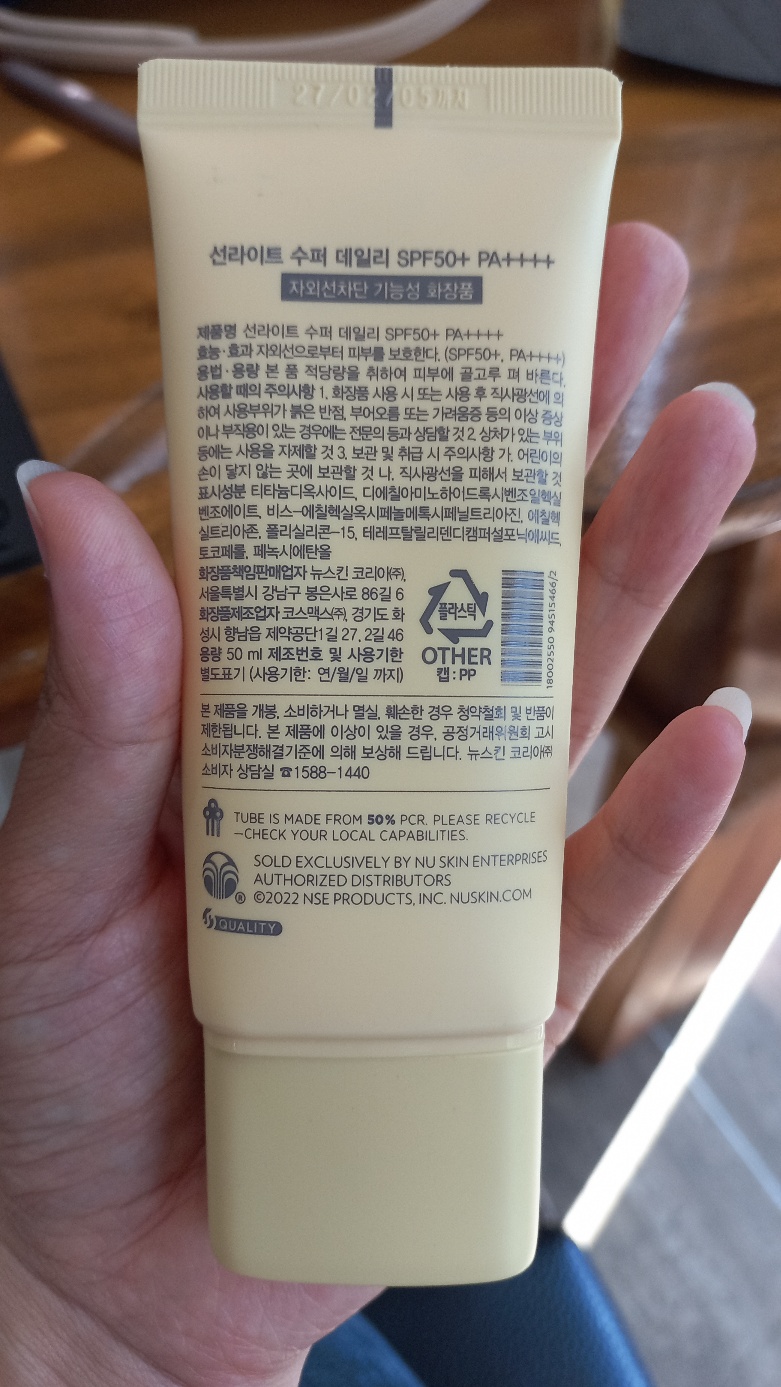 27/02/05까지
선라이트 수퍼 데일리 SPF50+ PA++++
자외선차단 기능성 화장품
제품명 선라이트 수퍼 데일리 SPF50+ PA++++
효능·효과 자외선으로부터 피부를 보호한다. (SPF50+, PA++++)
용법·용량 본 품 적당량을 취하여 피부에 골고루 펴 바른다.
사용할 때의 주의사항 1. 화장품 사용 시 또는 사용 후 직사광선에 의
하여 사용부위가 붉은 반점, 부어오름 또는 가려움증 등의 이상 증상
이나 부작용이 있는 경우에는 전문의 등과 상담할 것 2. 상처가 있는 부위
등에는 사용을 자제할 것 3. 보관 및 취급 시 주의사항 가. 어린이의
손이 닿지 않는 곳에 보관할 것 나. 직사광선을 피해서 보관할 것
표시성분 티타늄디옥사이드, 디에칠아미노하이드록시벤조일헥실
벤조에이트, 비스-에칠헥실옥시페놀메톡시페닐트리아진, 에칠헥
실트리아존, 폴리실리콘-15, 테레프탈릴리덴디캠퍼설포닉애씨드,
토코페롤, 페녹시에탄올
화장품책임판매업자 뉴스킨 코리아㈜,
서울특별시 강남구 봉은사로 86길 6
화장품제조업자 코스맥스㈜, 경기도 화
성시 향남읍 제약공단1길 27, 2길 46
용량 50 ml 제조번호 및 사용기한
별도표기 (사용기한: 연/월/일 까지)
플라스틱
OTHER
캡 : PP
18002550 94515466/2
본 제품을 개봉, 소비하거나 멸실, 훼손한 경우 청약철회 및 반품이
제한됩니다. 본 제품에 이상이 있을 경우, 공정거래위원회 고시
소비자분쟁해결기준에 의해 보상해 드립니다. 뉴스킨 코리아㈜
소비자 상담실 ☎1588-1440
TUBE IS MADE FROM 50% PCR. PLEASE RECYCLE
—CHECK YOUR LOCAL CAPABILITIES.
SOLD EXCLUSIVELY BY NU SKIN ENTERPRISES
AUTHORIZED DISTRIBUTORS
®
©2022 NSE PRODUCTS, INC. NUSKIN.COM
QUALITY